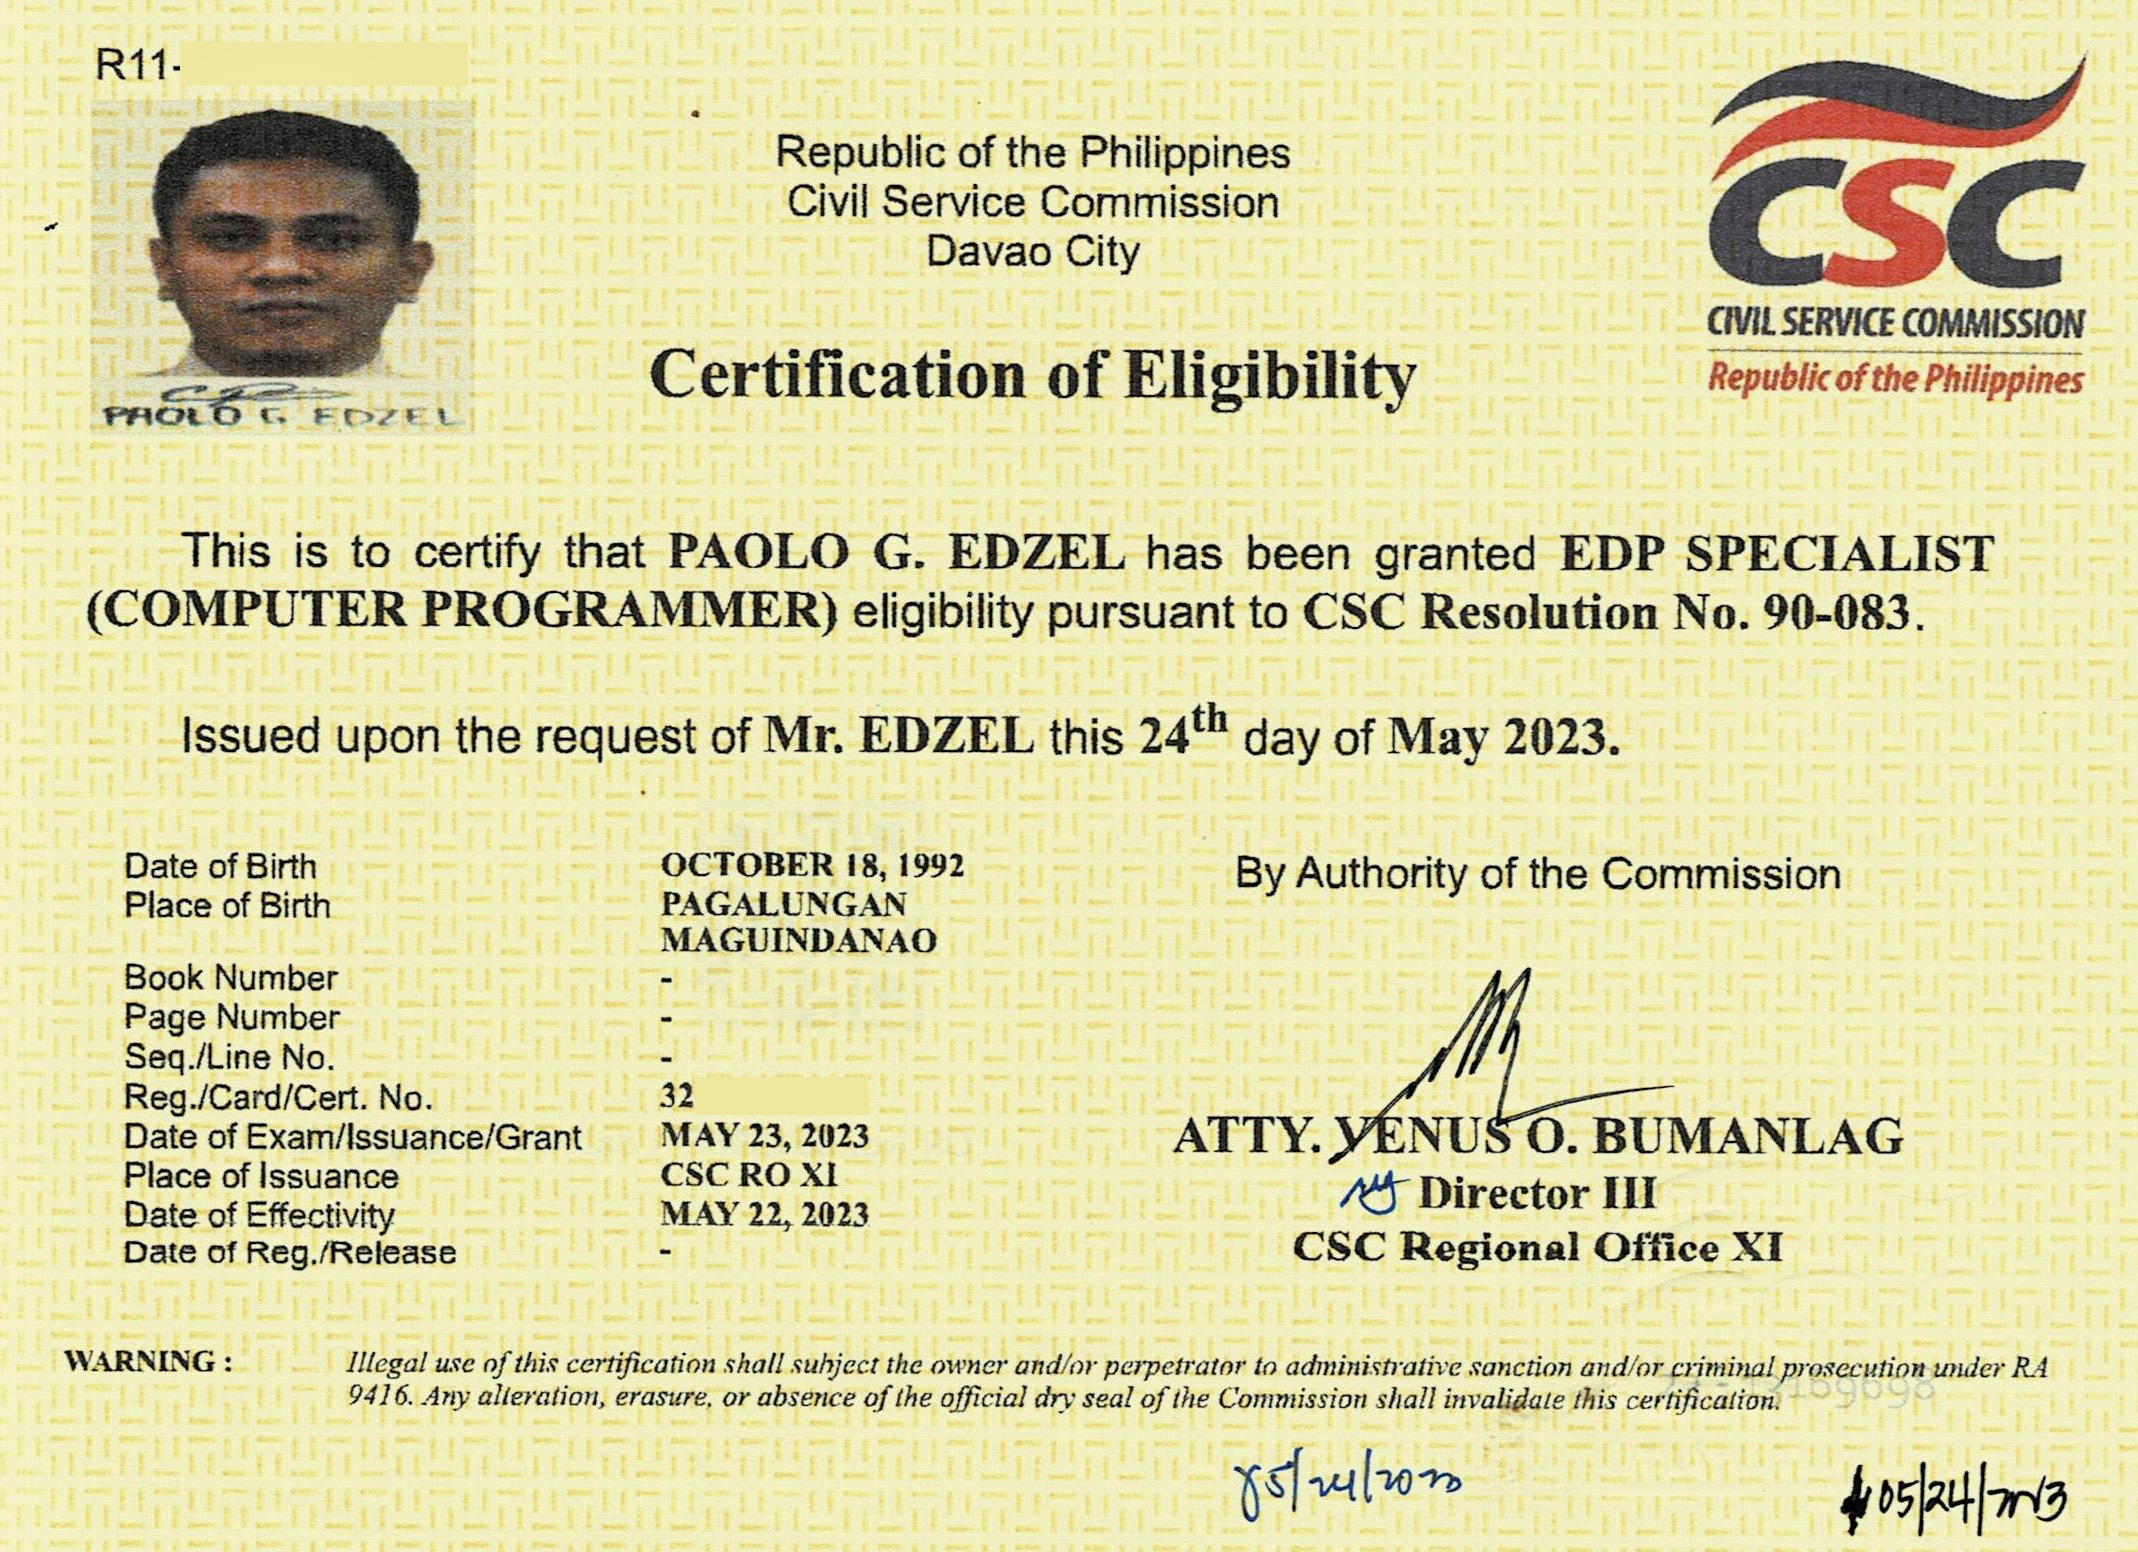 R11-
PAOLO G. EDZEL
Republic of the Philippines
Civil Service Commission
Davao City
Certification of Eligibility
CSC
CIVIL SERVICE COMMISSION
Republic of the Philippines
This is to certify that PAOLO G. EDZEL has been granted EDP SPECIALIST
(COMPUTER PROGRAMMER) eligibility pursuant to CSC Resolution No. 90-083.
Issued upon the request of Mr. EDZEL this 24th day of May 2023.
Date of Birth OCTOBER 18, 1992
Place of Birth PAGALUNGAN
MAGUINDANAO
Book Number -
Page Number -
Seq./Line No. -
Reg./Card/Cert. No. 32
Date of Exam/Issuance/Grant MAY 23, 2023
Place of Issuance CSC RO XI
Date of Effectivity MAY 22, 2023
Date of Reg./Release -
By Authority of the Commission
ATTY. VENUS O. BUMANLAG
Director III
CSC Regional Office XI
WARNING : Illegal use of this certification shall subject the owner and/or perpetrator to administrative sanction and/or criminal prosecution under RA
9416. Any alteration, erasure, or absence of the official dry seal of the Commission shall invalidate this certification.
5/24/2023
05/24/2023